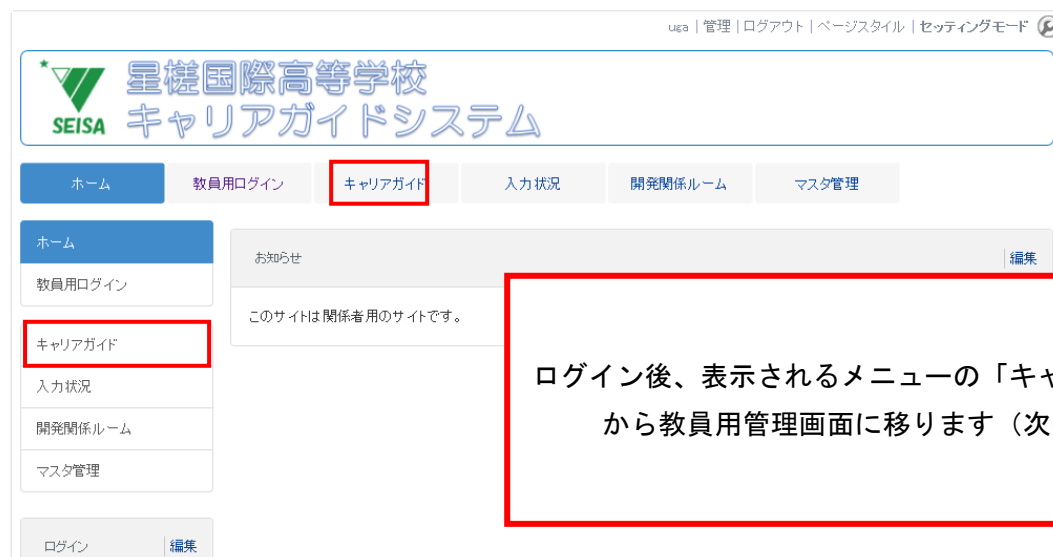 uga | 管理 | ログアウト | ページスタイル | セッティングモード
SEISA
星槎国際高等学校
キャリアガイドシステム
ホーム 教員用ログイン キャリアガイド 入力状況 開発関係ルーム マスタ管理
ホーム
教員用ログイン
キャリアガイド
入力状況
開発関係ルーム
マスタ管理
ログイン 編集
お知らせ 編集
このサイトは関係者用のサイトです。
ログイン後、表示されるメニューの「キャ
から教員用管理画面に移ります（次